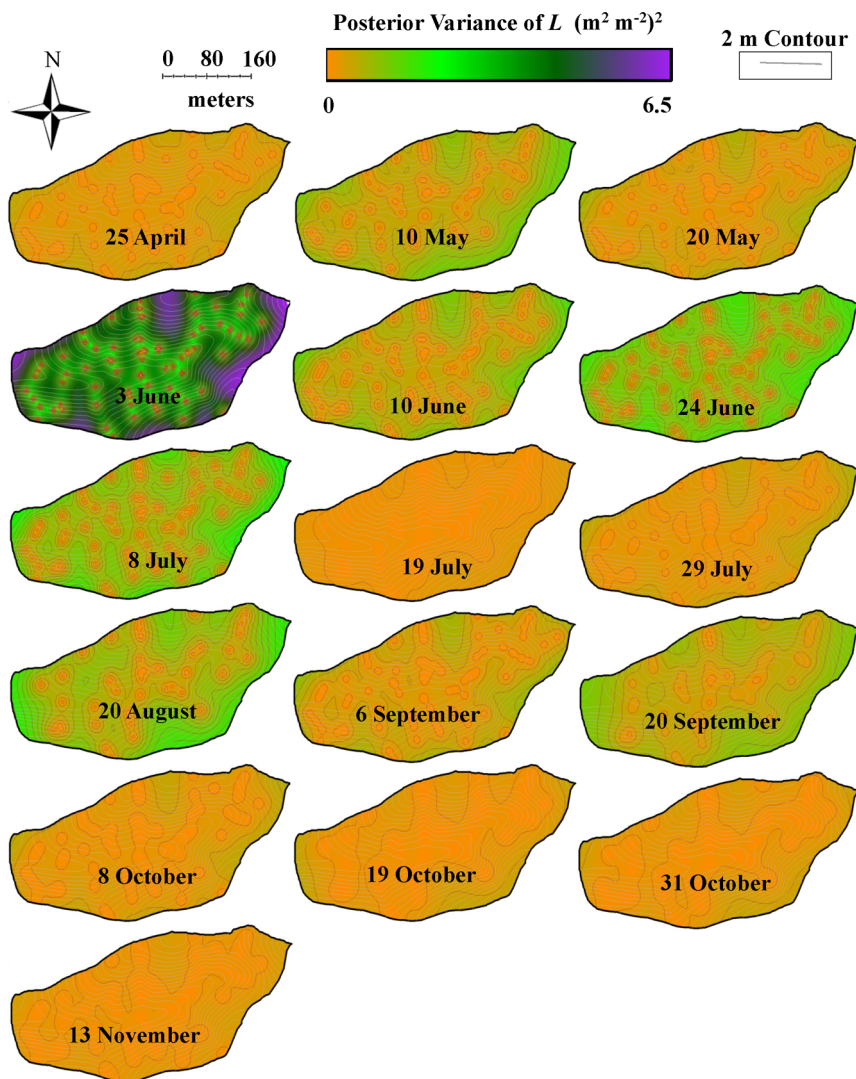 Posterior Variance of L (m² m⁻²)²
N
0 80 160
meters
0 6.5
2 m Contour
25 April
10 May
20 May
3 June
10 June
24 June
8 July
19 July
29 July
20 August
6 September
20 September
8 October
19 October
31 October
13 November